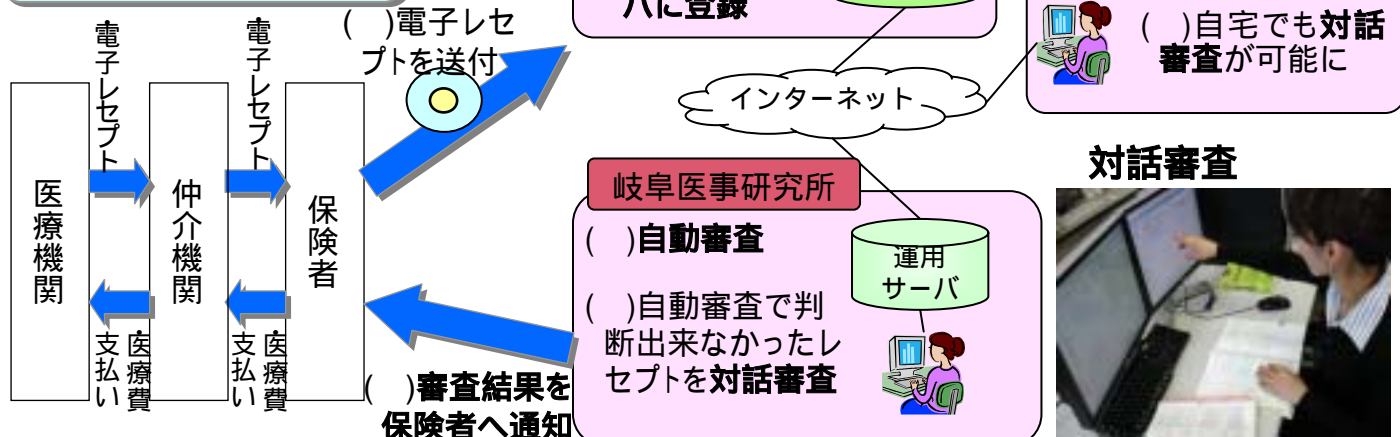 ・電子レセプト
・電子レセプト
( )電子レセ
プトを送付
バに登録
( )自宅でも対話
審査が可能に
インターネット
医療機関
仲介機関
保険者
対話審査
岐阜医事研究所
( )自動審査
運用
サーバ
( )自動審査で判
断出来なかったレ
セプトを対話審査
・医療費
支払い
・医療費
支払い
( )審査結果を
保険者へ通知